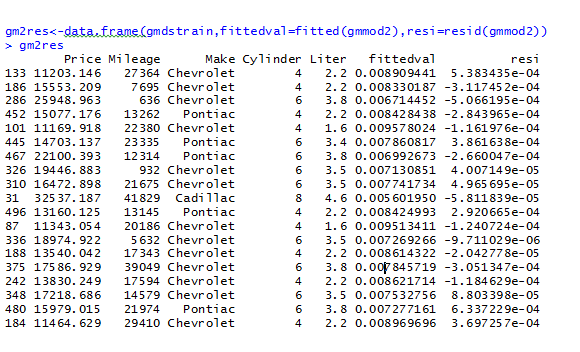 gm2res<-data.frame(gmdstrain,fittedval=fitted(gmmod2),resi=resid(gmmod2))
> gm2res
Price Mileage Make Cylinder Liter fittedval resi
133 11203.146 27364 Chevrolet 4 2.2 0.008909441 5.383435e-04
186 15553.209 7695 Chevrolet 4 2.2 0.008330187 -3.117452e-04
286 25948.963 636 Chevrolet 6 3.8 0.006714452 -5.066195e-04
452 15077.176 13262 Pontiac 4 2.2 0.008428438 -2.843965e-04
101 11169.918 22380 Chevrolet 4 1.6 0.009578024 -1.161976e-04
445 14703.137 23335 Pontiac 6 3.4 0.007860817 3.861638e-04
467 22100.393 12314 Pontiac 6 3.8 0.006992673 -2.660047e-04
326 19446.883 932 Chevrolet 6 3.5 0.007130851 4.007149e-05
310 16472.898 21675 Chevrolet 6 3.5 0.007741734 4.965695e-05
31 32537.187 41829 Cadillac 8 4.6 0.005601950 -5.811839e-05
496 13160.125 13145 Pontiac 4 2.2 0.008424993 2.920665e-04
87 11343.054 20186 Chevrolet 4 1.6 0.009513411 -1.240724e-04
336 18974.922 5632 Chevrolet 6 3.5 0.007269266 -9.711029e-06
188 13540.042 17343 Chevrolet 4 2.2 0.008614322 -2.042778e-05
375 17586.929 39049 Chevrolet 6 3.8 0.007845719 -3.051347e-04
242 13830.249 17594 Chevrolet 4 2.2 0.008621714 -1.184629e-04
348 17218.686 14579 Chevrolet 6 3.5 0.007532756 8.803398e-05
480 15979.015 21974 Pontiac 6 3.8 0.007277161 6.337229e-04
184 11464.629 29410 Chevrolet 4 2.2 0.008969696 3.697257e-04